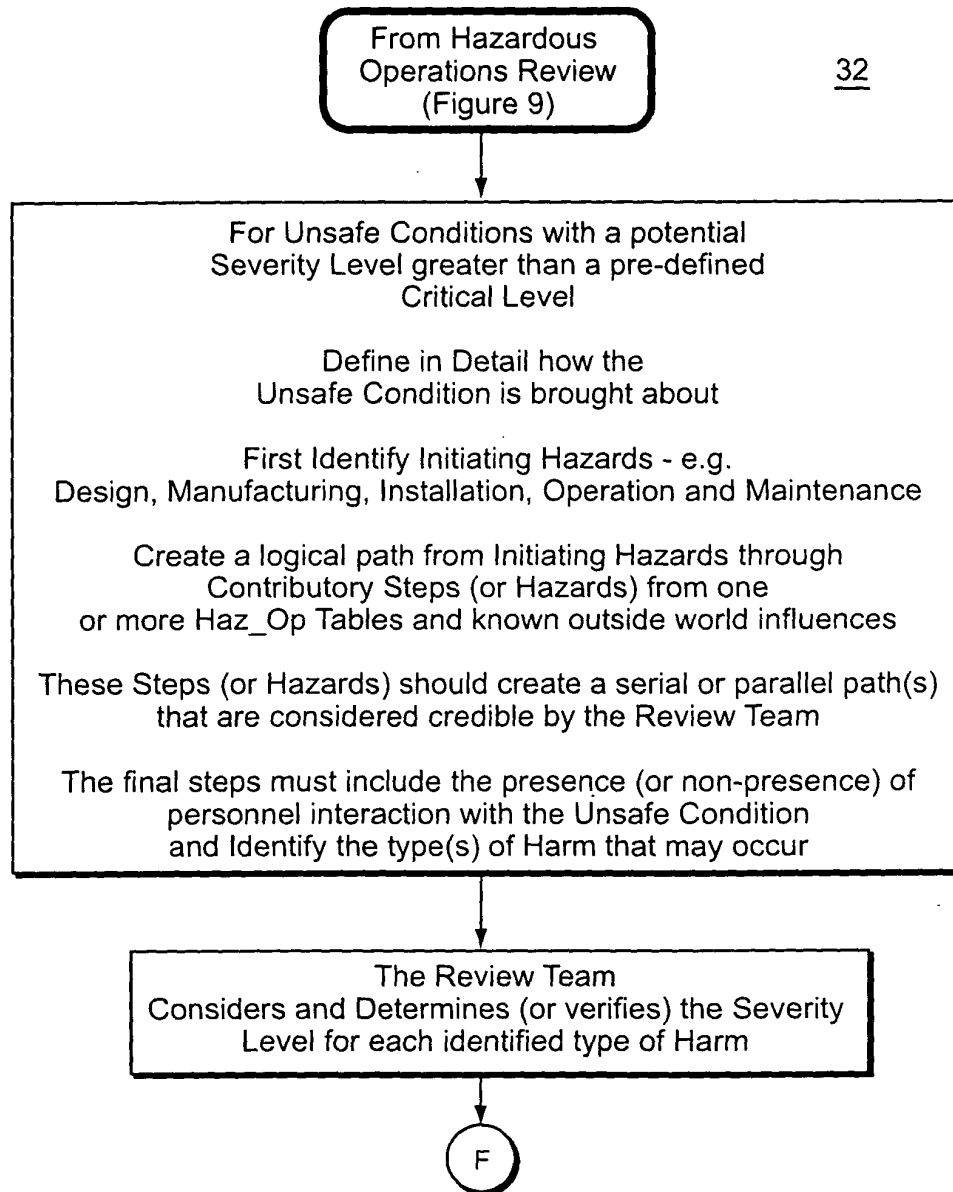 From Hazardous
Operations Review
(Figure 9)
32
For Unsafe Conditions with a potential
Severity Level greater than a pre-defined
Critical Level
Define in Detail how the
Unsafe Condition is brought about
First Identify Initiating Hazards - e.g.
Design, Manufacturing, Installation, Operation and Maintenance
Create a logical path from Initiating Hazards through
Contributory Steps (or Hazards) from one
or more Haz_Op Tables and known outside world influences
These Steps (or Hazards) should create a serial or parallel path(s)
that are considered credible by the Review Team
The final steps must include the presence (or non-presence) of
personnel interaction with the Unsafe Condition
and Identify the type(s) of Harm that may occur
The Review Team
Considers and Determines (or verifies) the Severity
Level for each identified type of Harm
F